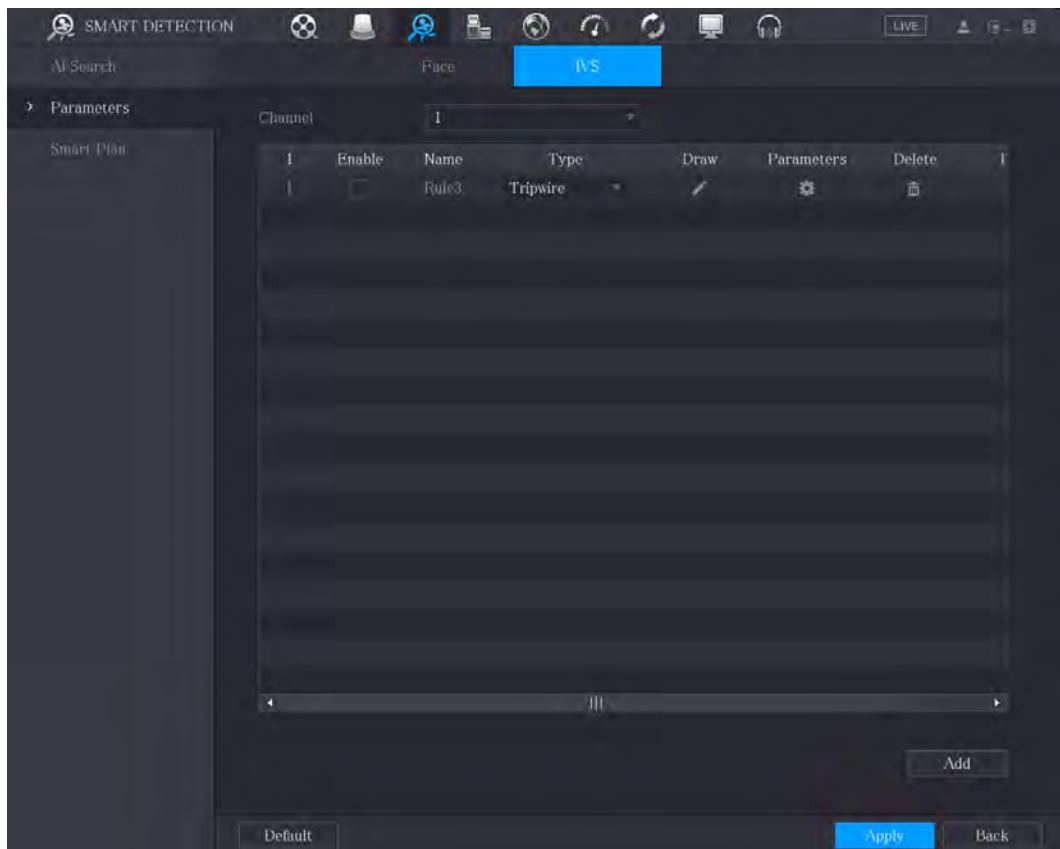 SMART DETECTION LIVE
AI Search Face IVS
Parameters
Channel 1
Smart Plan
1 Enable Name Type Draw Parameters Delete
1 Rule3 Tripwire
Add
Default Apply Back